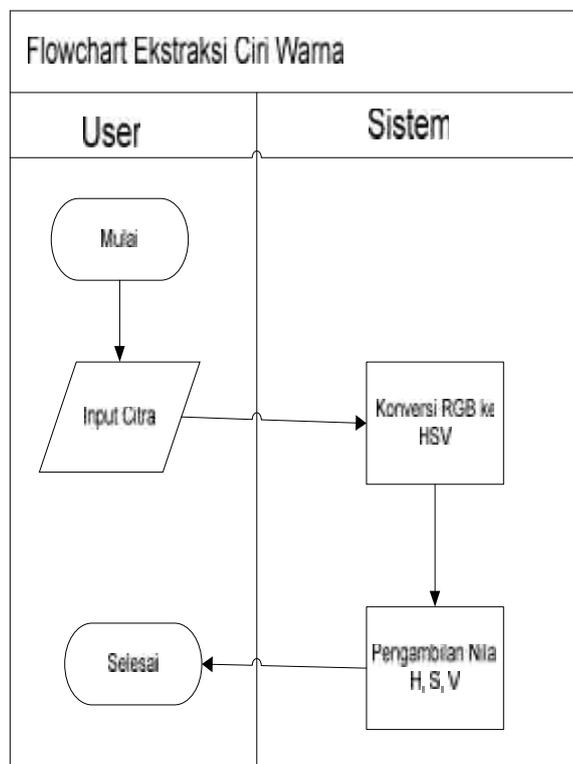 Flowchart Ekstraksi Ciri Warna
User
Sistem
Mulai
Input Citra
Konversi RGB ke
HSV
Pengambilan Nilai
H, S, V
Selesai